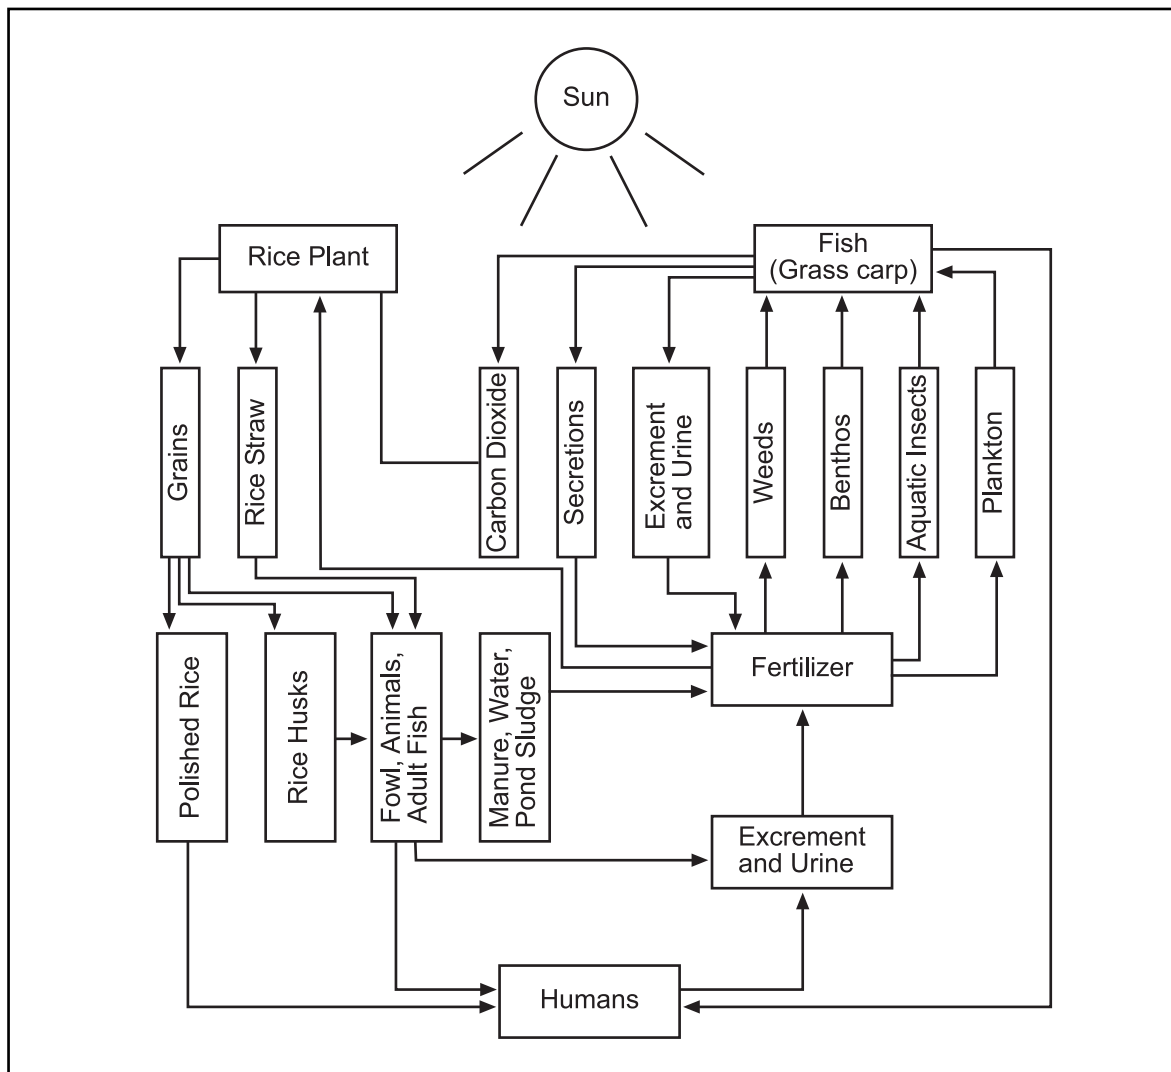 Sun
Rice Plant
Fish
(Grass carp)
Grains
Rice Straw
Carbon Dioxide
Secretions
Excrement
and Urine
Weeds
Benthos
Aquatic Insects
Plankton
Polished Rice
Rice Husks
Fowl, Animals,
Adult Fish
Manure, Water,
Pond Sludge
Fertilizer
Excrement
and Urine
Humans